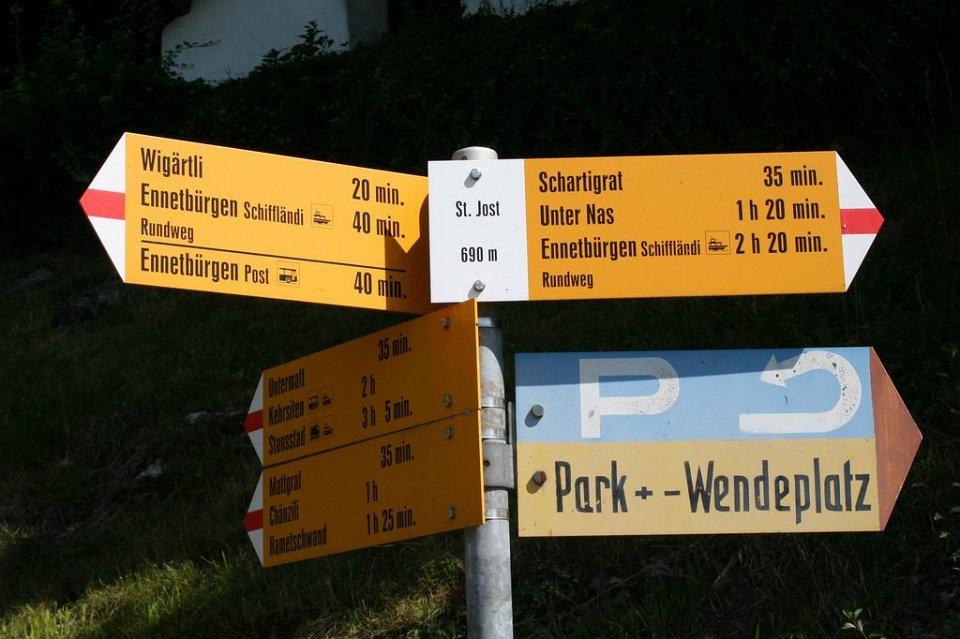 Wigärtli 20 min.
Ennetbürgen Schiffländi 40 min.
Rundweg
Ennetbürgen Post 40 min.
St. Jost
690 m
Schartigrat 35 min.
Unter Nas 1 h 20 min.
Ennetbürgen Schiffländi 2 h 20 min.
Rundweg
Untermatt 35 min.
Kehrsiten 2 h
Stansstad 3 h 5 min.
Mattgrat 35 min.
Chänzili 1 h
Hametschwand 1 h 25 min.
P
Park+-Wendeplatz